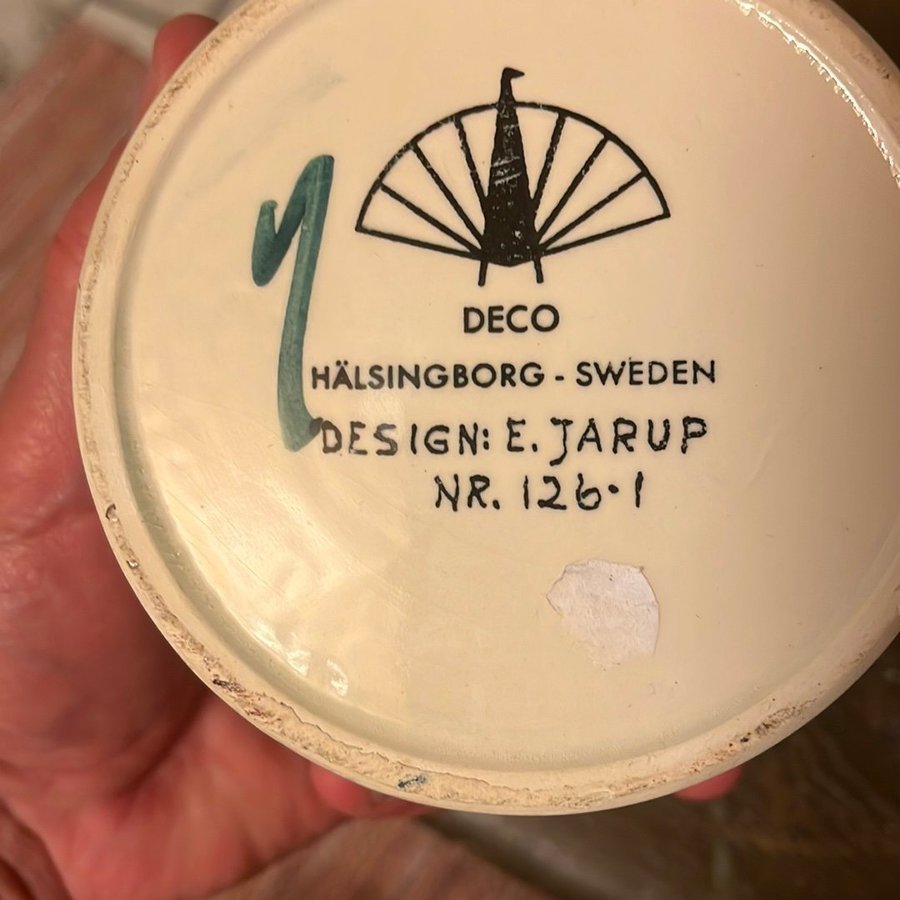 DECO
HÄLSINGBORG - SWEDEN
DESIGN: E. JARUP
NR. 126·1